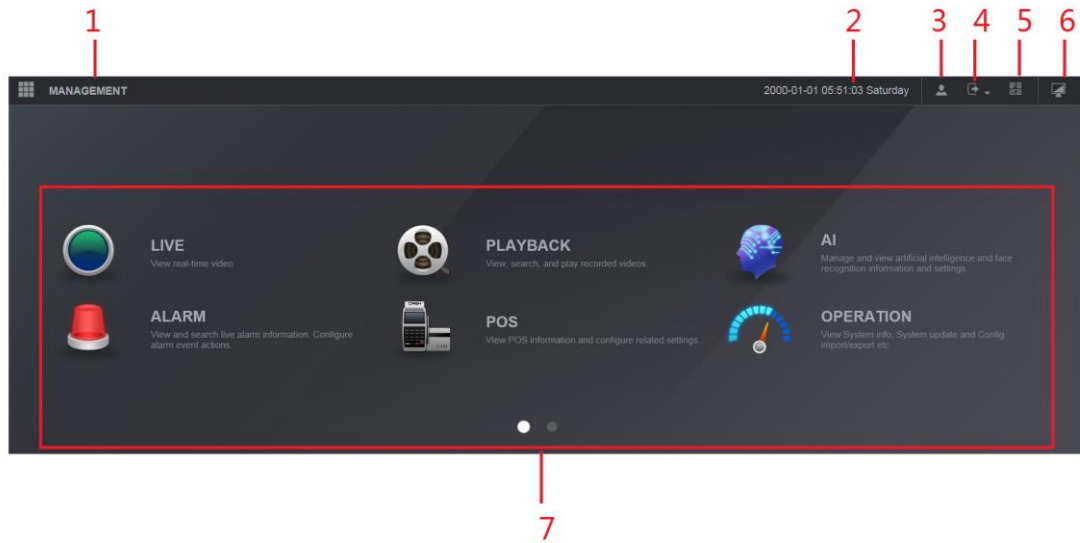 1
2
3
4
5
6
MANAGEMENT
2000-01-01 05:51:03 Saturday
LIVE
View real-time video.
PLAYBACK
View, search, and play recorded videos.
AI
Manage and view artificial intelligence and face
recognition information and settings.
ALARM
View and search live alarm information. Configure
alarm event actions.
POS
View POS information and configure related settings.
OPERATION
View System info, System update and Config
import/export etc.
7